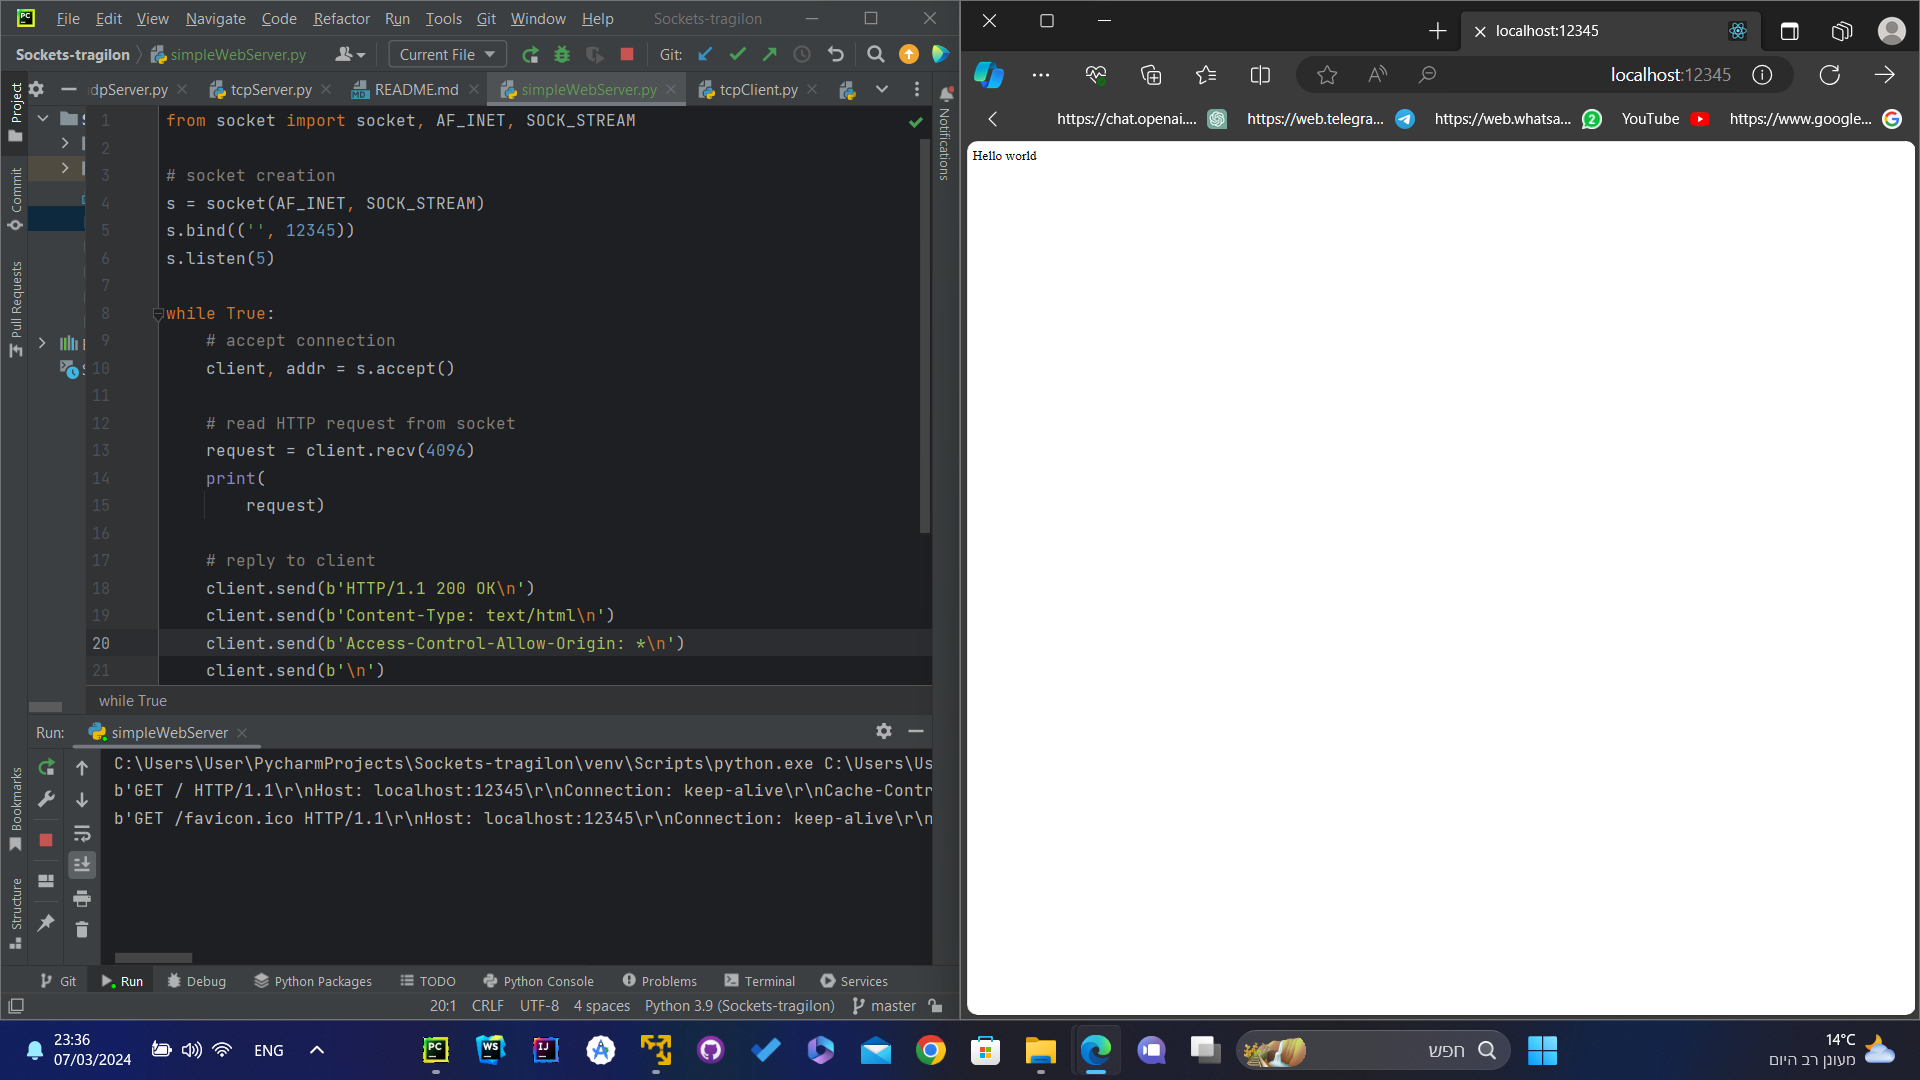 File Edit View Navigate Code Refactor Run Tools Git Window Help Sockets-tragilon
Sockets-tragilon simpleWebServer.py Current File Git:
dpServer.py tcpServer.py README.md simpleWebServer.py tcpClient.py
Project
Commit
Pull Requests
Bookmarks
Structure
Notifications
1 from socket import socket, AF_INET, SOCK_STREAM
2
3 # socket creation
4 s = socket(AF_INET, SOCK_STREAM)
5 s.bind(('', 12345))
6 s.listen(5)
7
8 while True:
9 # accept connection
10 client, addr = s.accept()
11
12 # read HTTP request from socket
13 request = client.recv(4096)
14 print(
15 request)
16
17 # reply to client
18 client.send(b'HTTP/1.1 200 OK\n')
19 client.send(b'Content-Type: text/html\n')
20 client.send(b'Access-Control-Allow-Origin: *\n')
21 client.send(b'\n')
while True
Run: simpleWebServer
C:\Users\User\PycharmProjects\Sockets-tragilon\venv\Scripts\python.exe C:\Users\Us
b'GET / HTTP/1.1\r\nHost: localhost:12345\r\nConnection: keep-alive\r\nCache-Contr
b'GET /favicon.ico HTTP/1.1\r\nHost: localhost:12345\r\nConnection: keep-alive\r\n
Git Run Debug Python Packages TODO Python Console Problems Terminal Services
20:1 CRLF UTF-8 4 spaces Python 3.9 (Sockets-tragilon) master
localhost:12345
localhost:12345
https://chat.openai.... https://web.telegra... https://web.whatsa... YouTube https://www.google...
Hello world
23:36
07/03/2024
ENG
PC
WS
IJ
חפש
14°C
מעונן רב היום